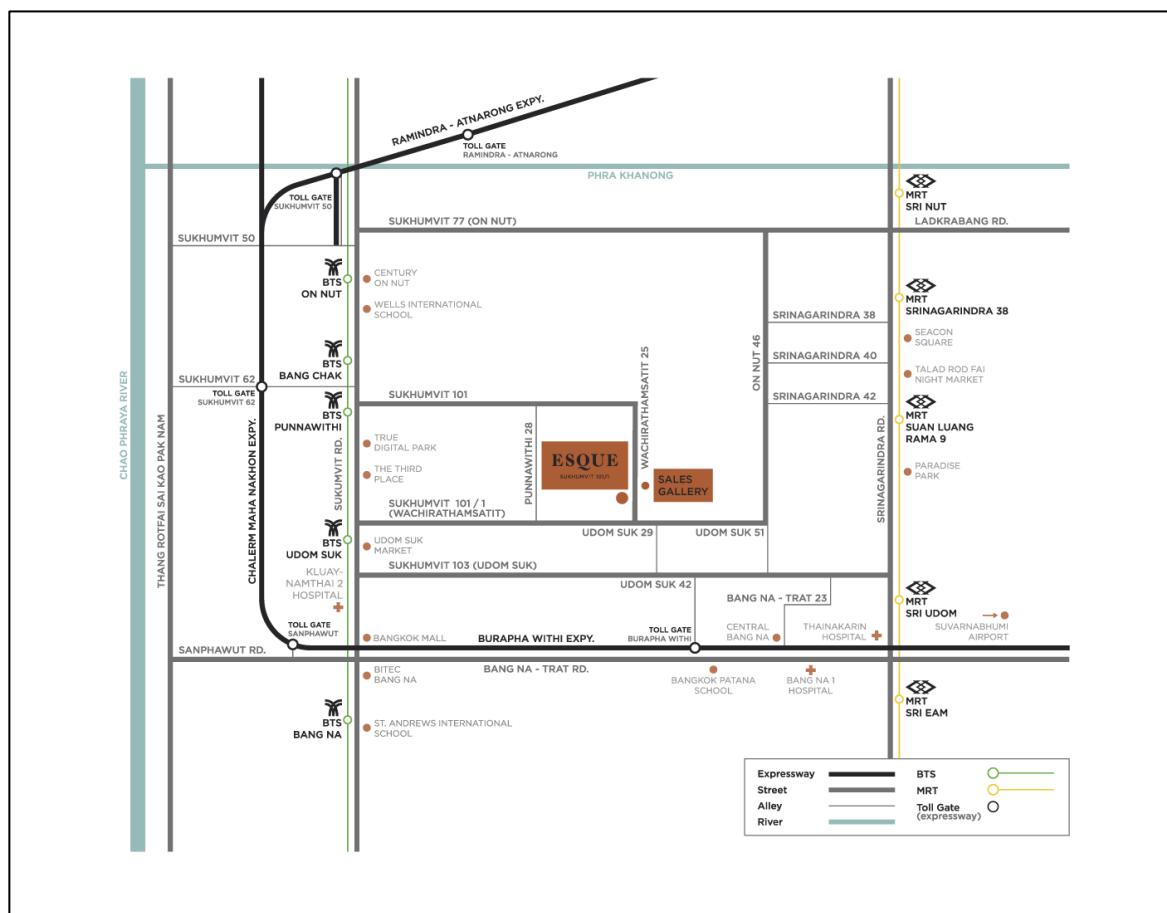 RAMINDRA - ATNARONG EXPY.
TOLL GATE
RAMINDRA - ATNARONG
PHRA KHANONG
TOLL GATE
SUKHUMVIT 50
MRT
SRI NUT
SUKHUMVIT 77 (ON NUT)
LADKRABANG RD.
SUKHUMVIT 50
BTS
ON NUT
CENTURY
ON NUT
WELLS INTERNATIONAL
SCHOOL
MRT
SRINAGARINDRA 38
SRINAGARINDRA 38
SEACON
SQUARE
BTS
BANG CHAK
SRINAGARINDRA 40
ON NUT 46
TALAD ROD FAI
NIGHT MARKET
SUKHUMVIT 62
TOLL GATE
SUKHUMVIT 62
SUKHUMVIT 101
SRINAGARINDRA 42
BTS
PUNNAWITHI
MRT
SUAN LUANG
RAMA 9
CHAO PHRAYA RIVER
THANG ROTFAI SAI KAO PAK NAM
CHALERM MAHA NAKHON EXPY.
SUKUMVIT RD.
TRUE
DIGITAL PARK
THE THIRD
PLACE
PUNNAWITHI 28
ESQUE
SUKHUMVIT 101/1
WACHIRATHAMSATIT 25
SALES
GALLERY
SRINAGARINDRA RD.
PARADISE
PARK
SUKHUMVIT 101 / 1
(WACHIRATHAMSATIT)
UDOM SUK 29
UDOM SUK 51
BTS
UDOM SUK
UDOM SUK
MARKET
SUKHUMVIT 103 (UDOM SUK)
KLUAY-
NAMTHAI 2
HOSPITAL
UDOM SUK 42
BANG NA - TRAT 23
MRT
SRI UDOM
SUVARNABHUMI
AIRPORT
TOLL GATE
SANPHAWUT
BANGKOK MALL
BURAPHA WITHI EXPY.
TOLL GATE
BURAPHA WITHI
CENTRAL
BANG NA
THAINAKARIN
HOSPITAL
SANPHAWUT RD.
BANG NA - TRAT RD.
BITEC
BANG NA
BANGKOK PATANA
SCHOOL
BANG NA 1
HOSPITAL
MRT
SRI EAM
BTS
BANG NA
ST. ANDREWS INTERNATIONAL
SCHOOL
Expressway
Street
Alley
River
BTS
MRT
Toll Gate
(expressway)